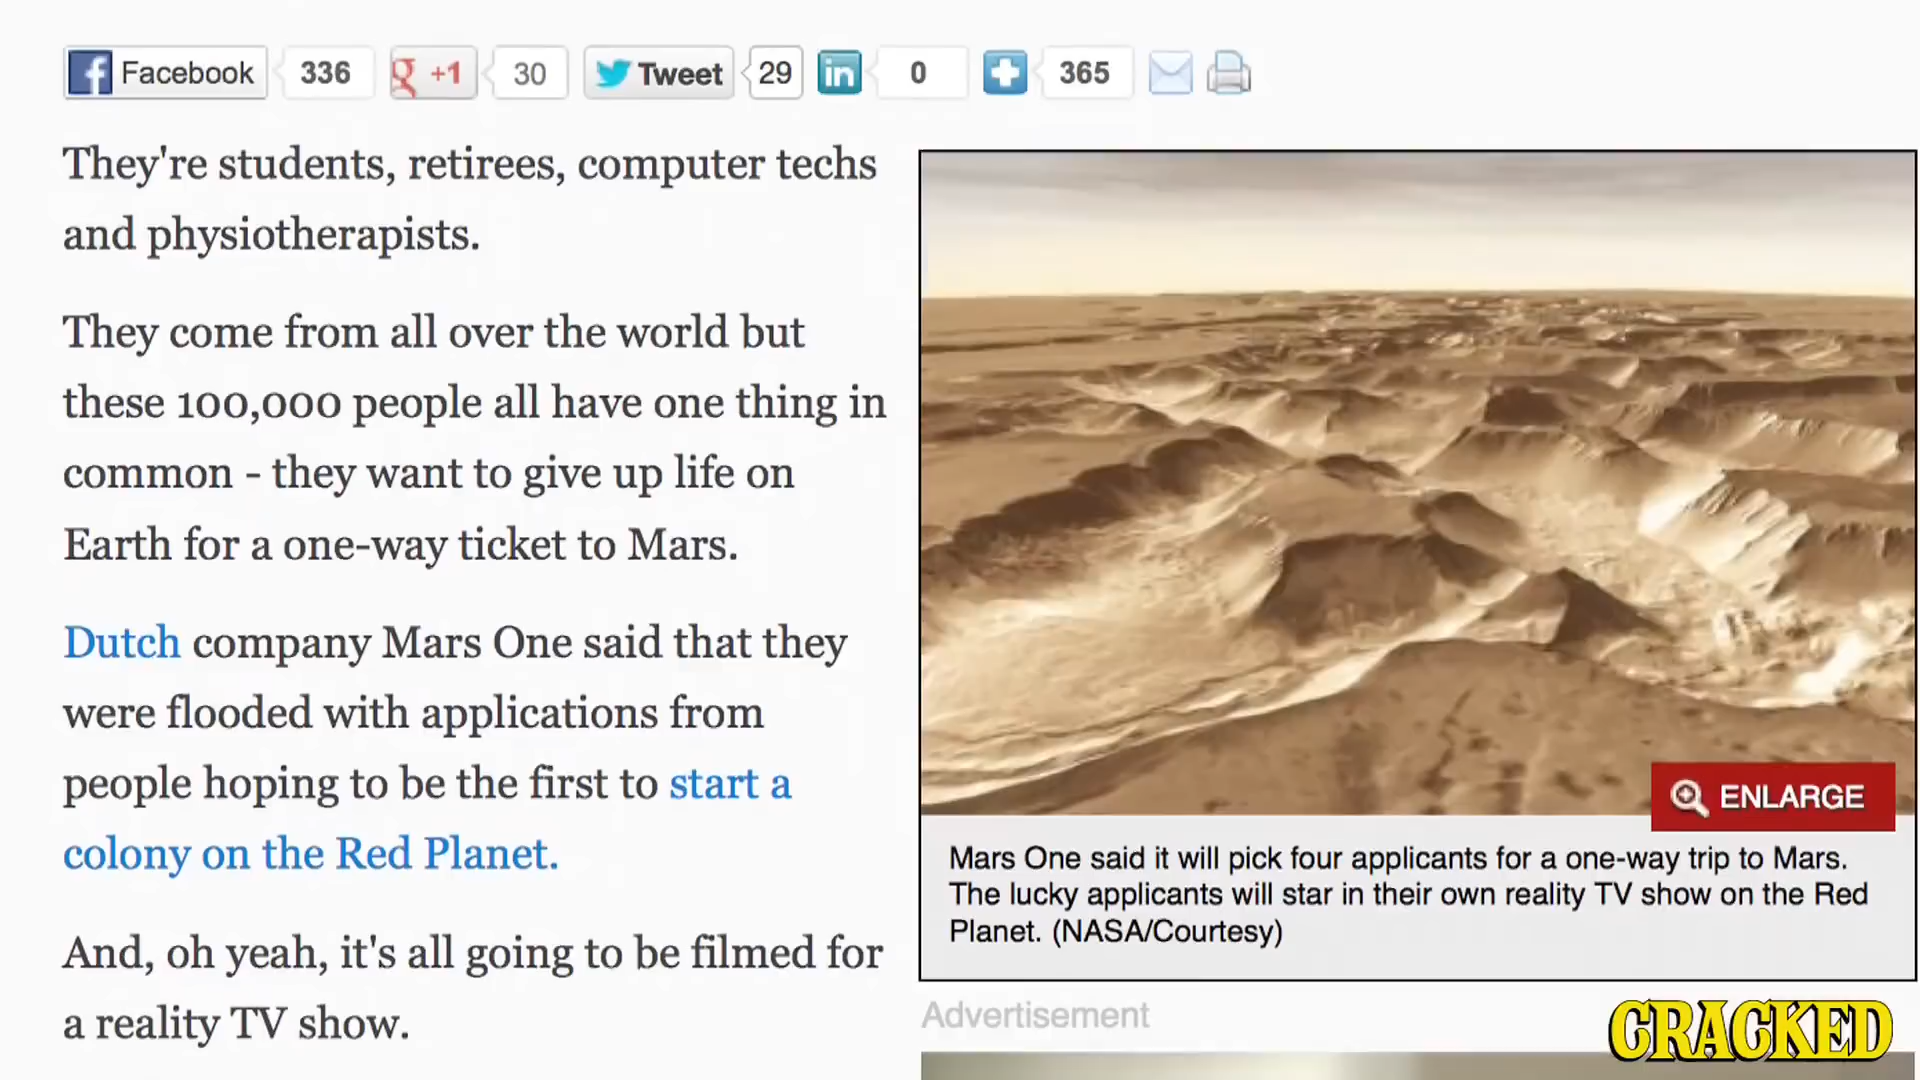 Facebook 336 +1 30 Tweet 29 in 0 365
They're students, retirees, computer techs
and physiotherapists.
They come from all over the world but
these 100,000 people all have one thing in
common - they want to give up life on
Earth for a one-way ticket to Mars.
Dutch company Mars One said that they
were flooded with applications from
people hoping to be the first to start a
colony on the Red Planet.
And, oh yeah, it's all going to be filmed for
a reality TV show.
ENLARGE
Mars One said it will pick four applicants for a one-way trip to Mars.
The lucky applicants will star in their own reality TV show on the Red
Planet. (NASA/Courtesy)
Advertisement
CRACKED